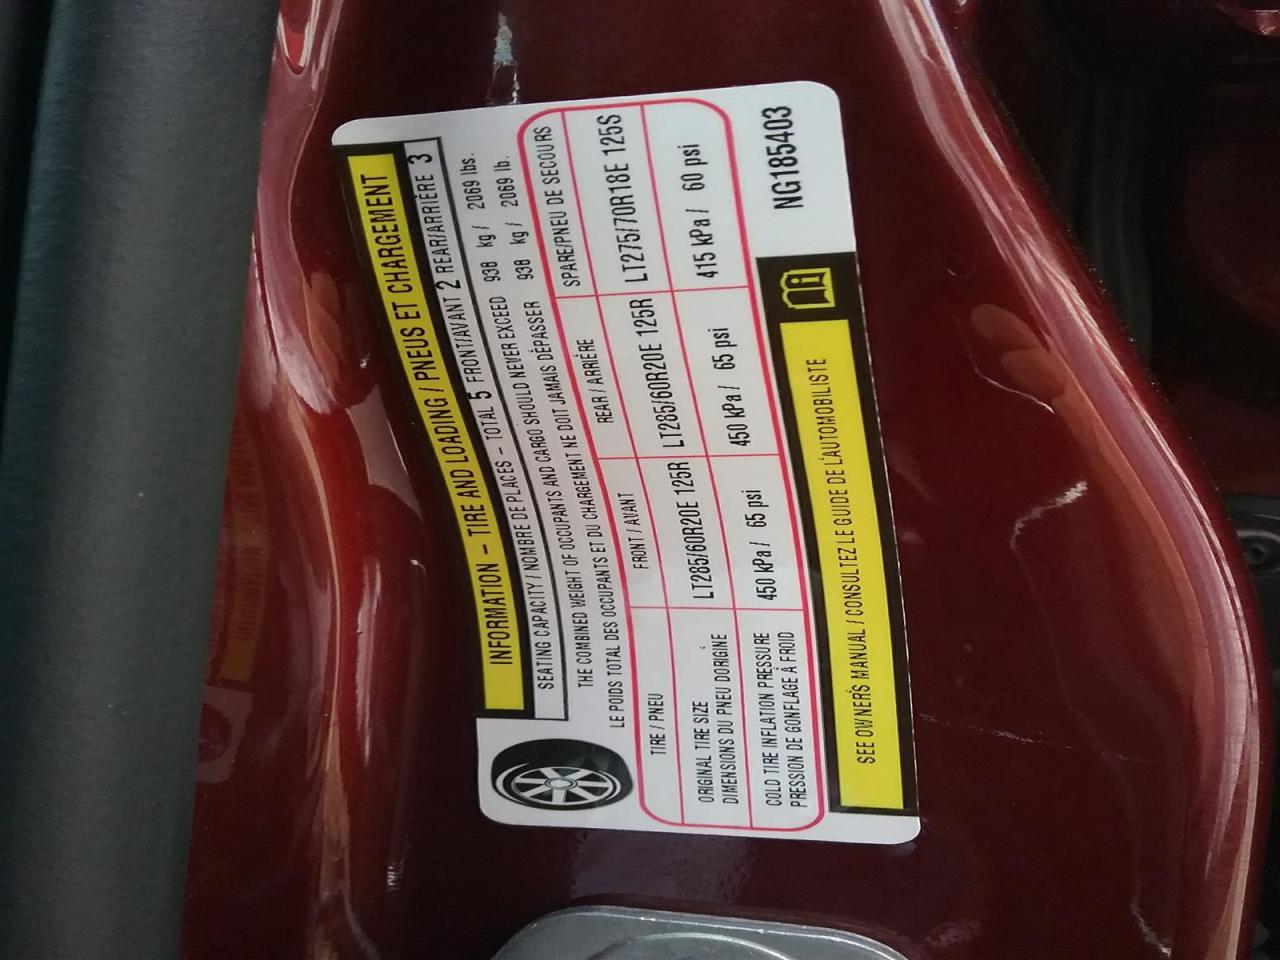 INFORMATION – TIRE AND LOADING / PNEUS ET CHARGEMENT
SEATING CAPACITY / NOMBRE DE PLACES – TOTAL 5 FRONT/AVANT 2 REAR/ARRIÈRE 3
THE COMBINED WEIGHT OF OCCUPANTS AND CARGO SHOULD NEVER EXCEED 938 kg / 2069 lbs.
LE POIDS TOTAL DES OCCUPANTS ET DU CHARGEMENT NE DOIT JAMAIS DÉPASSER 938 kg / 2069 lb.
TIRE / PNEU FRONT / AVANT REAR / ARRIÉRE SPARE/PNEU DE SECOURS
ORIGINAL TIRE SIZE
DIMENSIONS DU PNEU DORIGINE
LT285/60R20E 125R LT285/60R20E 125R LT275/70R18E 125S
COLD TIRE INFLATION PRESSURE
PRESSION DE GONFLAGE À FROID
450 kPa / 65 psi 450 kPa / 65 psi 415 kPa / 60 psi
SEE OWNER'S MANUAL / CONSULTEZ LE GUIDE DE L'AUTOMOBILISTE
NG185403